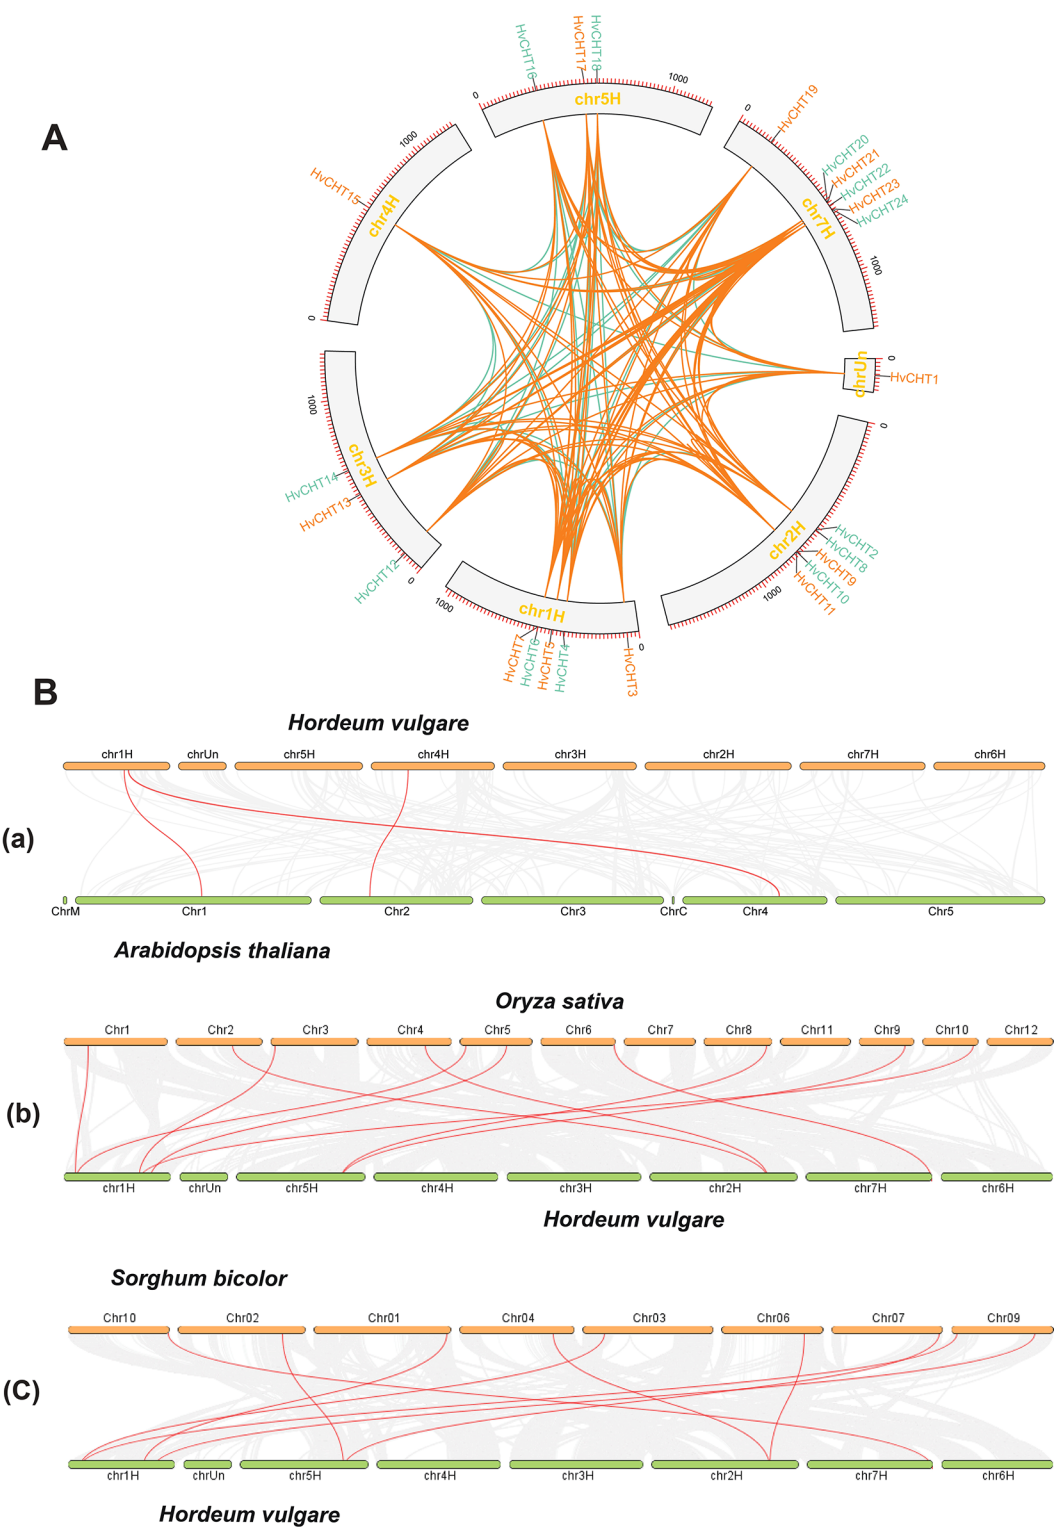 A
HvCHT16
HvCHT17
HvCHT18
0
chr5H
1000
0
HvCHT19
HvCHT20
HvCHT21
HvCHT22
HvCHT23
HvCHT24
chr7H
1000
1000
HvCHT15
chr4H
0
0
chrUn
HvCHT1
1000
chr3H
HvCHT14
HvCHT13
HvCHT12
0
0
chr2H
HvCHT2
HvCHT8
HvCHT9
HvCHT10
HvCHT11
1000
1000
chr1H
0
HvCHT7
HvCHT6
HvCHT5
HvCHT4
HvCHT3
B
Hordeum vulgare
chr1H chrUn chr5H chr4H chr3H chr2H chr7H chr6H
(a)
ChrM Chr1 Chr2 Chr3 ChrC Chr4 Chr5
Arabidopsis thaliana
Oryza sativa
Chr1 Chr2 Chr3 Chr4 Chr5 Chr6 Chr7 Chr8 Chr11 Chr9 Chr10 Chr12
(b)
chr1H chrUn chr5H chr4H chr3H chr2H chr7H chr6H
Hordeum vulgare
Sorghum bicolor
Chr10 Chr02 Chr01 Chr04 Chr03 Chr06 Chr07 Chr09
(C)
chr1H chrUn chr5H chr4H chr3H chr2H chr7H chr6H
Hordeum vulgare